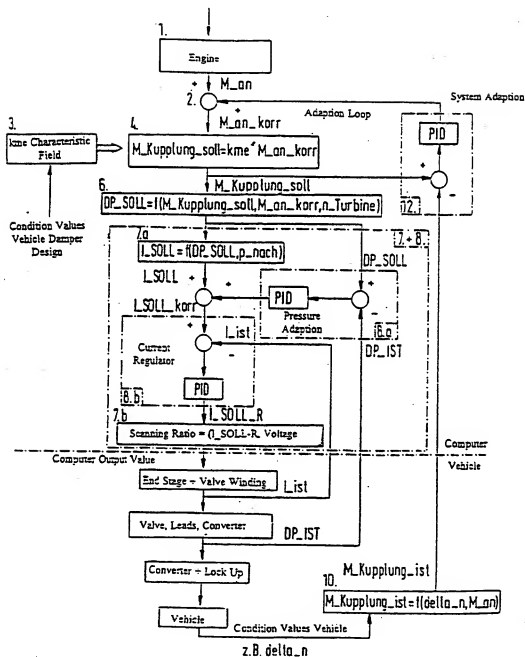 1.
Engine
+
M_an
2.
System Adaption
Adaption Loop
M_an_korr
3.
kme Characteristic
Field
4.
M_Kupplung_soll=kme* M_an_korr
PID
+
-
12.
M_Kupplung_soll
6.
DP_SOLL=f(M_Kupplung_soll,M_an_korr,n_Turbine)
Condition Values
Vehicle Damper
Design
7.a
7. + 8.
I_SOLL = f(DP_SOLL,p_nach)
DP_SOLL
I_SOLL
+
+
+
PID
-
I_SOLL_korr
Pressure
Adaption
6.a
+
I_ist
DP_IST
Current
Regulator
-
PID
8.b
I_SOLL_R
7.b
Scanning Ratio = (I_SOLL-R, Voltage
Computer
Computer Output Value
Vehicle
End Stage + Valve Winding
I_ist
Valve, Leads, Converter
DP_IST
M_Kupplung_ist
Converter + Lock Up
10.
M_Kupplung_ist=f(delta_n,M_an)
Vehicle
Condition Values Vehicle
z.B. delta_n